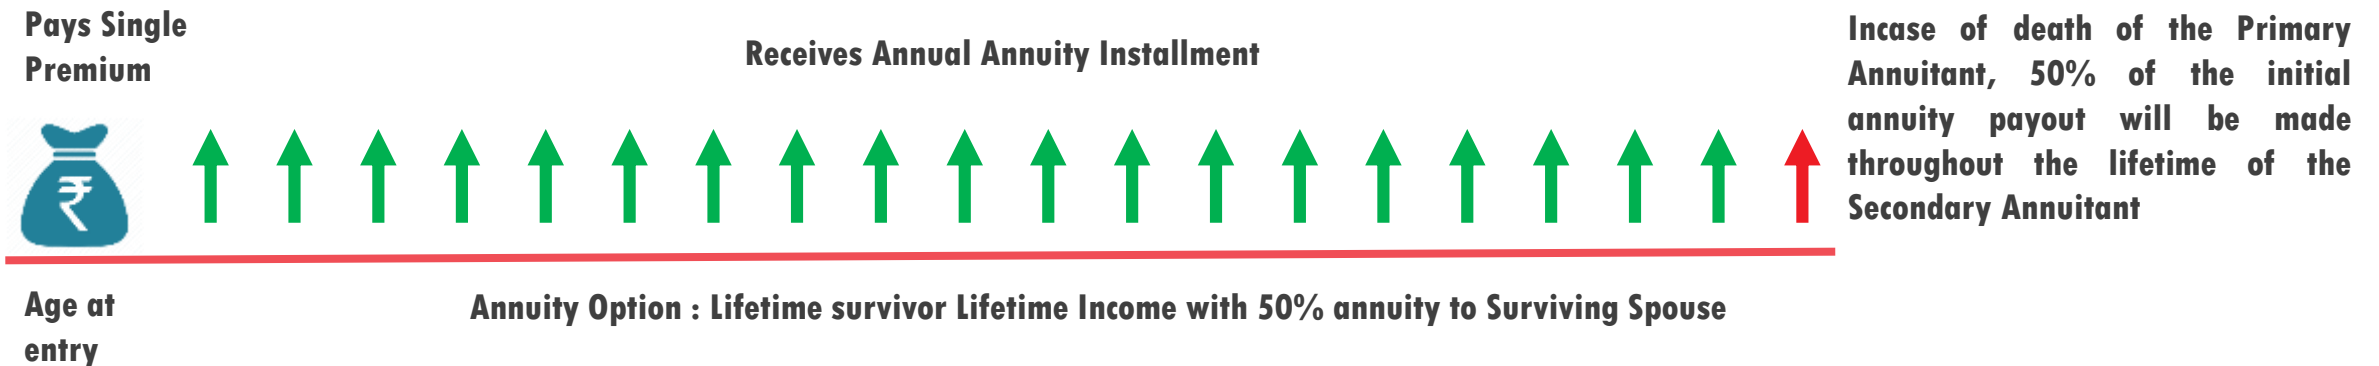 Pays Single
Premium
Receives Annual Annuity Installment
Incase of death of the Primary
Annuitant, 50% of the initial
annuity payout will be made
throughout the lifetime of the
Secondary Annuitant
₹
Age at
entry
Annuity Option : Lifetime survivor Lifetime Income with 50% annuity to Surviving Spouse